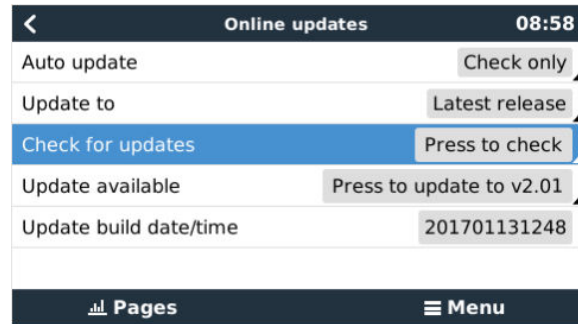 Online updates 08:58
Auto update Check only
Update to Latest release
Check for updates Press to check
Update available Press to update to v2.01
Update build date/time 201701131248
Pages Menu